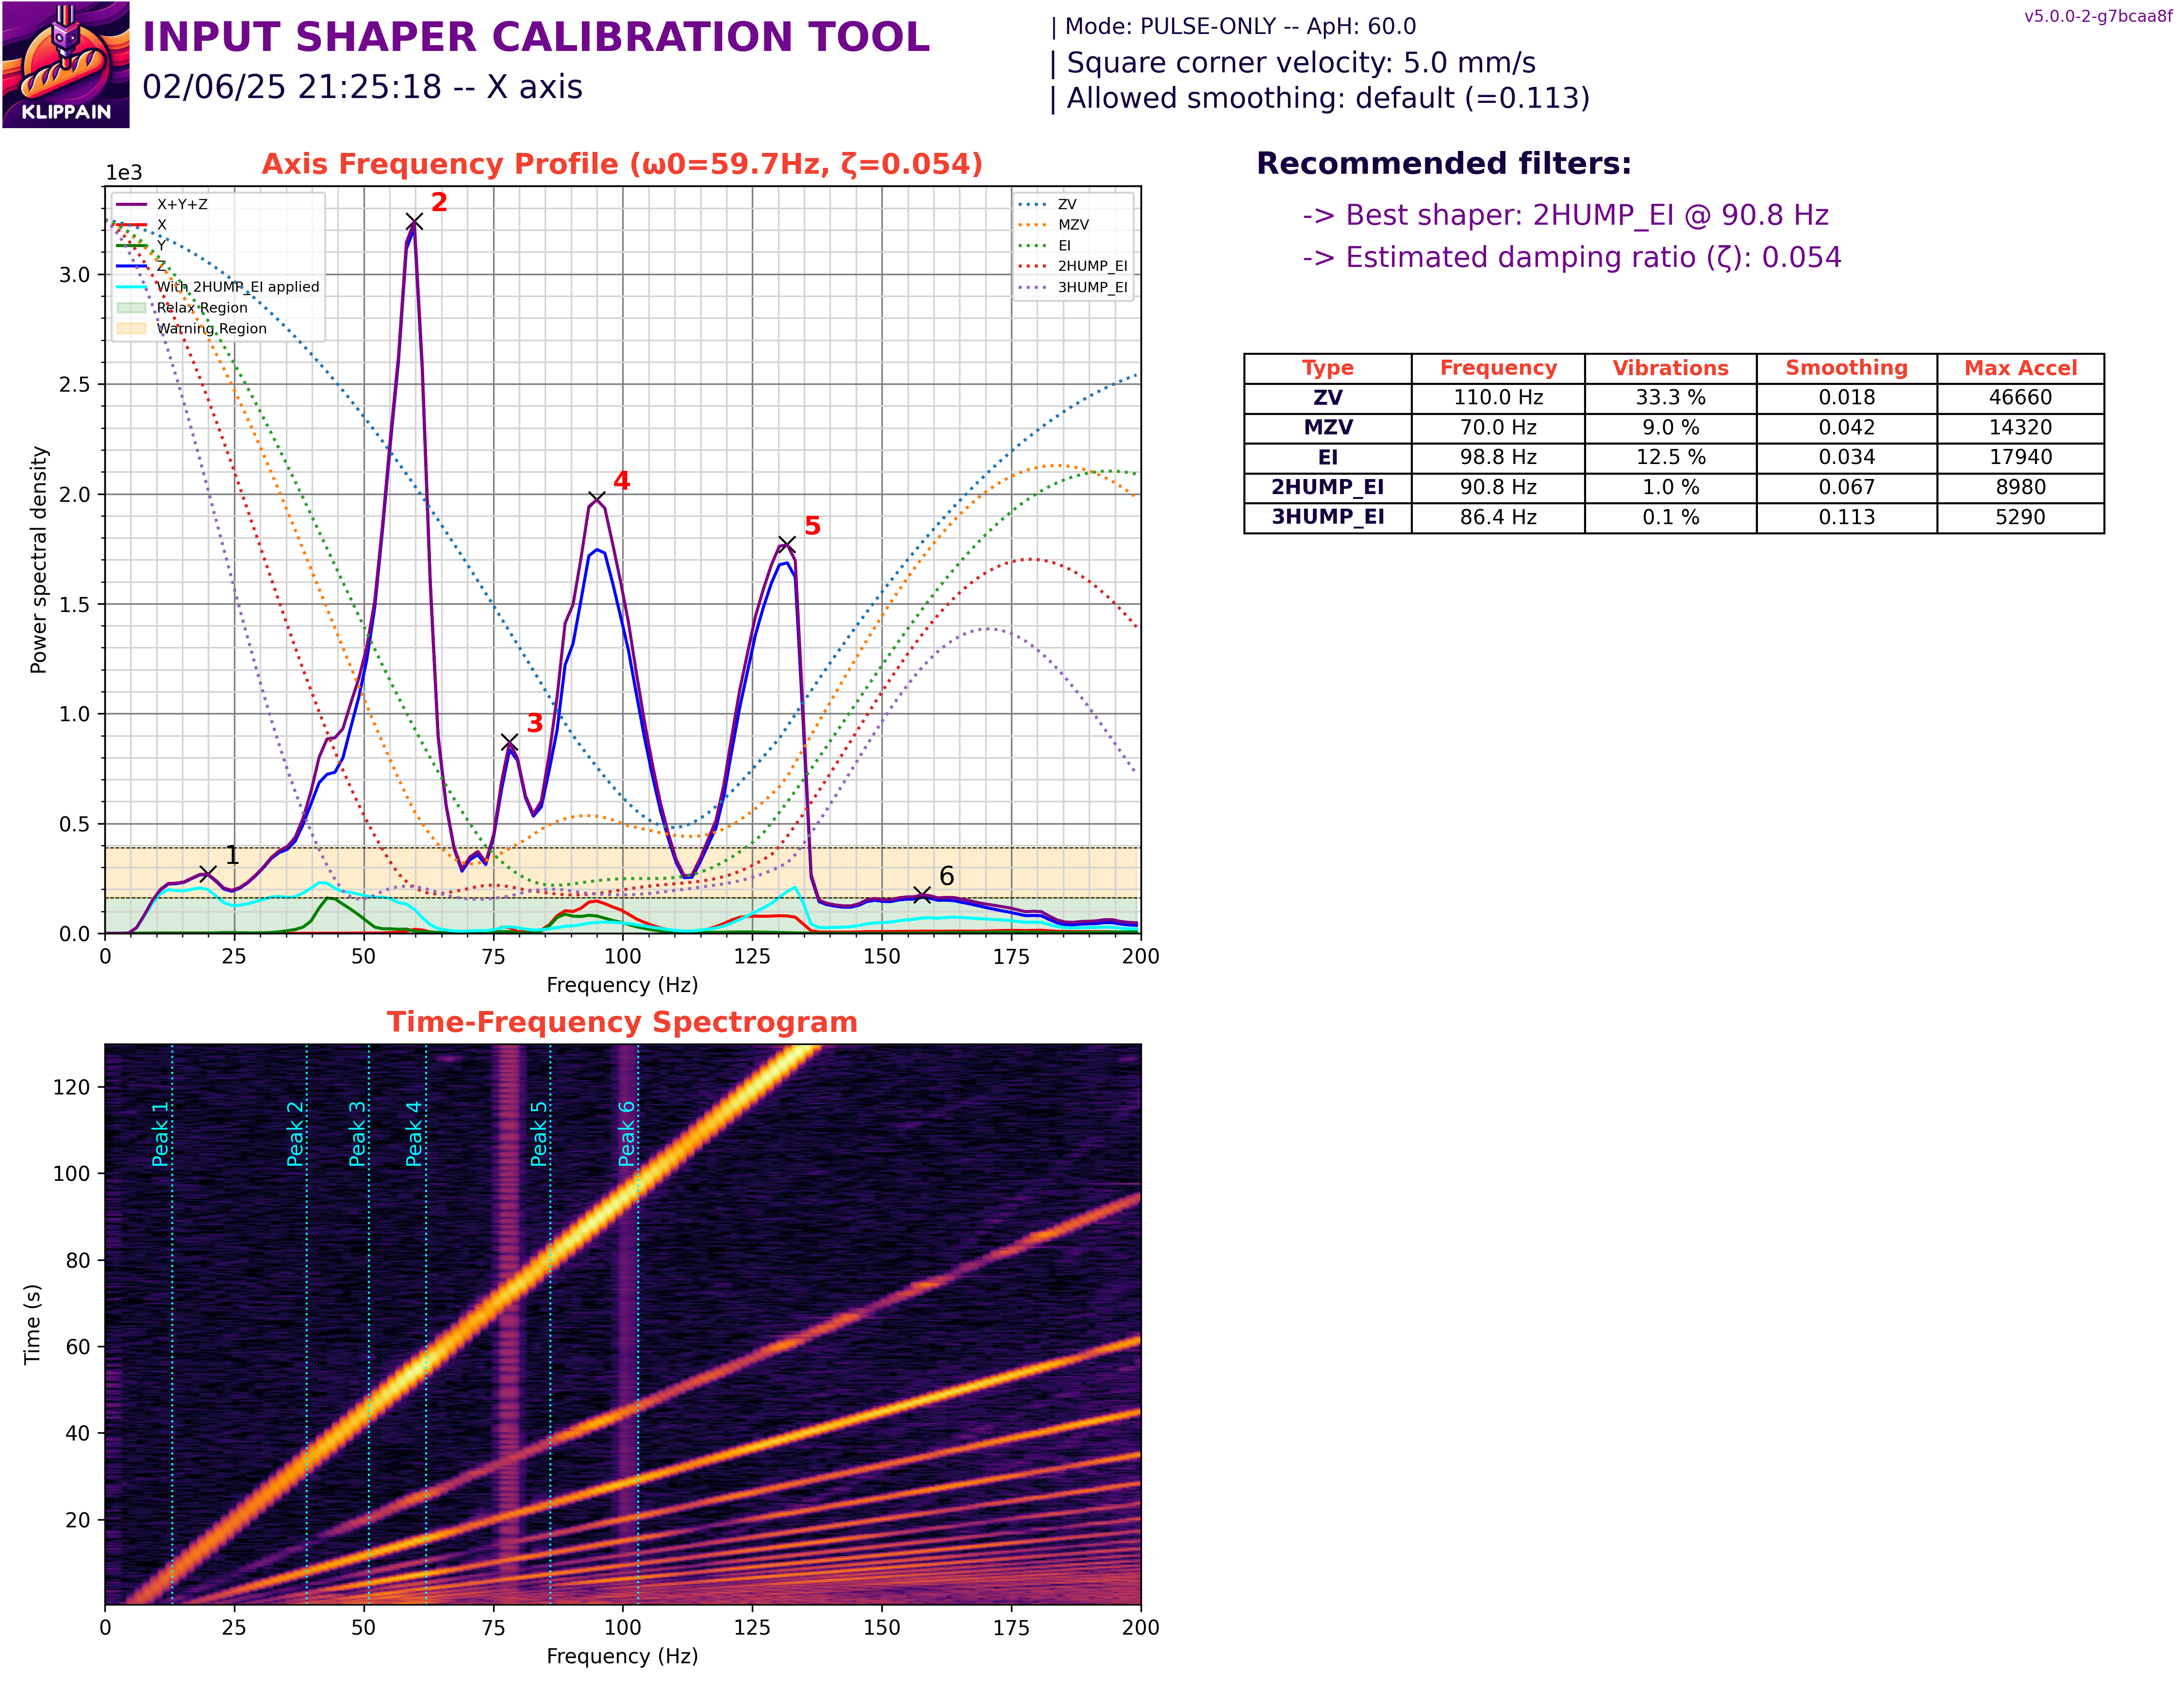 INPUT SHAPER CALIBRATION TOOL
02/06/25 21:25:18 -- X axis
KLIPPAIN
| Mode: PULSE-ONLY -- ApH: 60.0
| Square corner velocity: 5.0 mm/s
| Allowed smoothing: default (=0.113)
v5.0.0-2-g7bcaa8f
Axis Frequency Profile (ω0=59.7Hz, ζ=0.054)
1e3
X+Y+Z
X
Y
Z
With 2HUMP_EI applied
Relax Region
Warning Region
ZV
MZV
EI
2HUMP_EI
3HUMP_EI
1
2
3
4
5
6
Power spectral density
3.0
2.5
2.0
1.5
1.0
0.5
0.0
0 25 50 75 100 125 150 175 200
Frequency (Hz)
Recommended filters:
-> Best shaper: 2HUMP_EI @ 90.8 Hz
-> Estimated damping ratio (ζ): 0.054
Type Frequency Vibrations Smoothing Max Accel
ZV 110.0 Hz 33.3 % 0.018 46660
MZV 70.0 Hz 9.0 % 0.042 14320
EI 98.8 Hz 12.5 % 0.034 17940
2HUMP_EI 90.8 Hz 1.0 % 0.067 8980
3HUMP_EI 86.4 Hz 0.1 % 0.113 5290
Time-Frequency Spectrogram
Peak 1
Peak 2
Peak 3
Peak 4
Peak 5
Peak 6
Time (s)
120
100
80
60
40
20
0 25 50 75 100 125 150 175 200
Frequency (Hz)